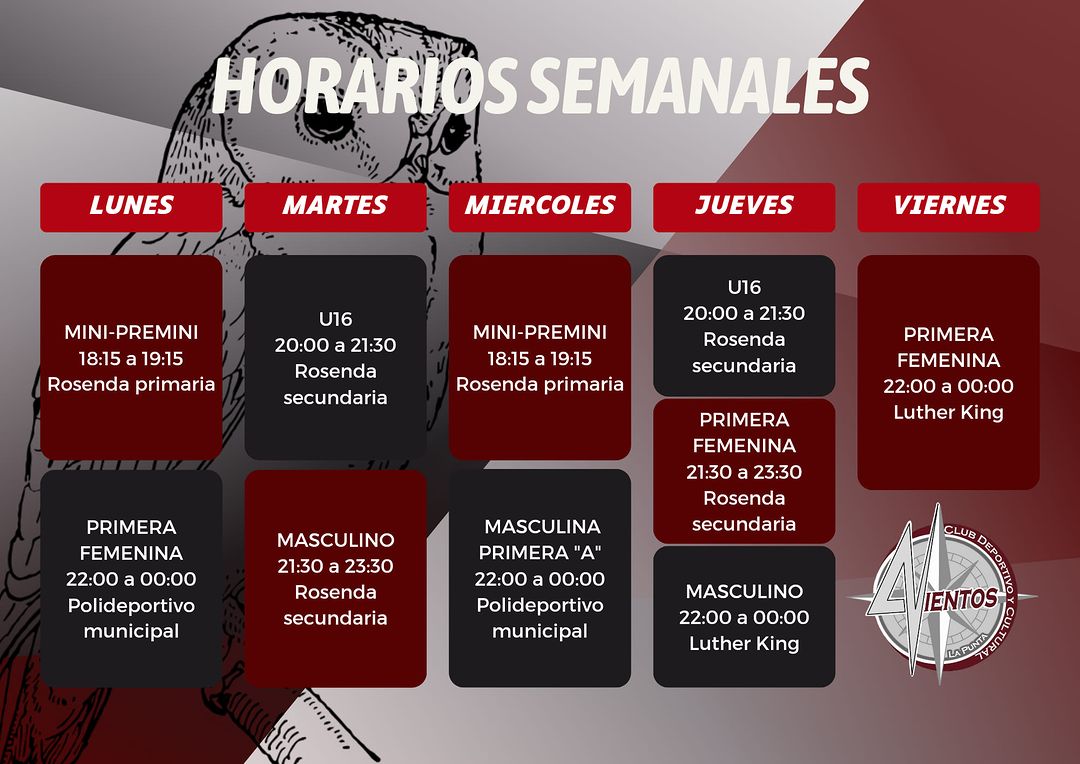 HORARIOS SEMANALES
LUNES
MINI-PREMINI
18:15 a 19:15
Rosenda primaria
PRIMERA
FEMENINA
22:00 a 00:00
Polideportivo
municipal
MARTES
U16
20:00 a 21:30
Rosenda
secundaria
MASCULINO
21:30 a 23:30
Rosenda
secundaria
MIERCOLES
MINI-PREMINI
18:15 a 19:15
Rosenda primaria
MASCULINA
PRIMERA "A"
22:00 a 00:00
Polideportivo
municipal
JUEVES
U16
20:00 a 21:30
Rosenda
secundaria
PRIMERA
FEMENINA
21:30 a 23:30
Rosenda
secundaria
MASCULINO
22:00 a 00:00
Luther King
VIERNES
PRIMERA
FEMENINA
22:00 a 00:00
Luther King
CLUB DEPORTIVO Y CULTURAL
4VIENTOS
LA PUNTA